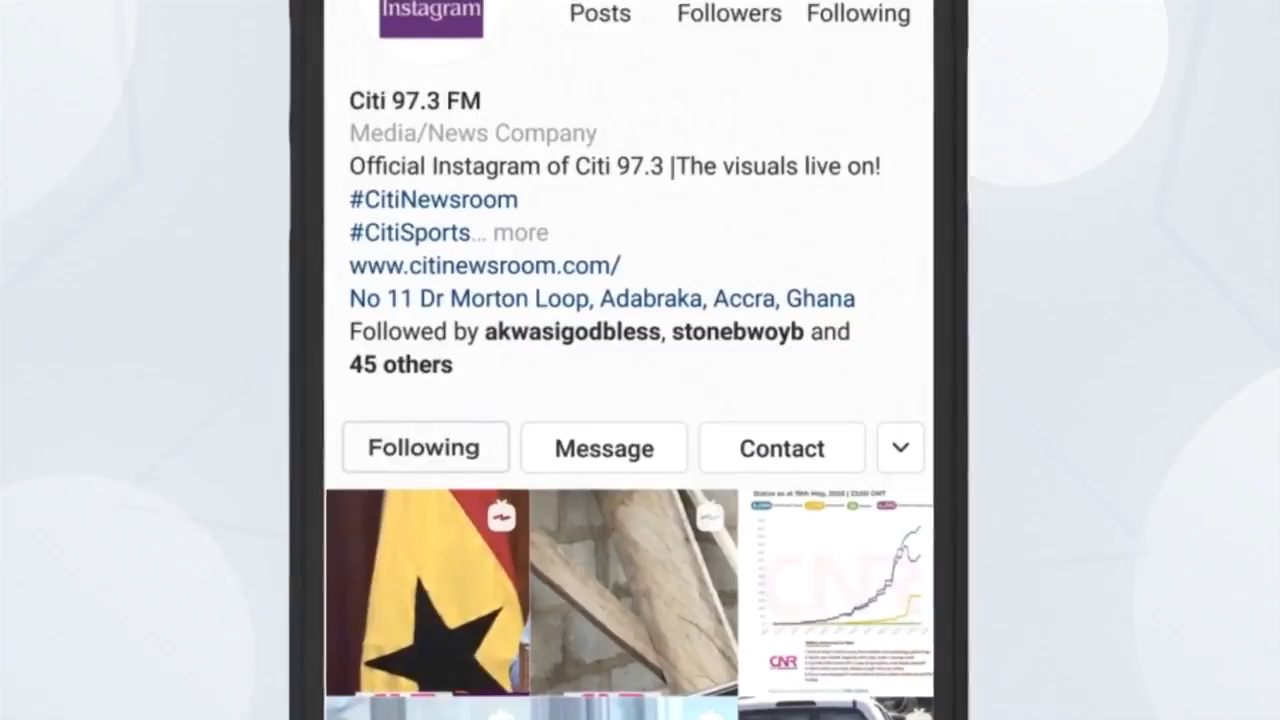 Instagram
Posts Followers Following
Citi 97.3 FM
Media/News Company
Official Instagram of Citi 97.3 |The visuals live on!
#CitiNewsroom
#CitiSports... more
www.citinewsroom.com/
No 11 Dr Morton Loop, Adabraka, Accra, Ghana
Followed by akwasigodbless, stonebwoyb and
45 others
Following Message Contact
CNR
CNR